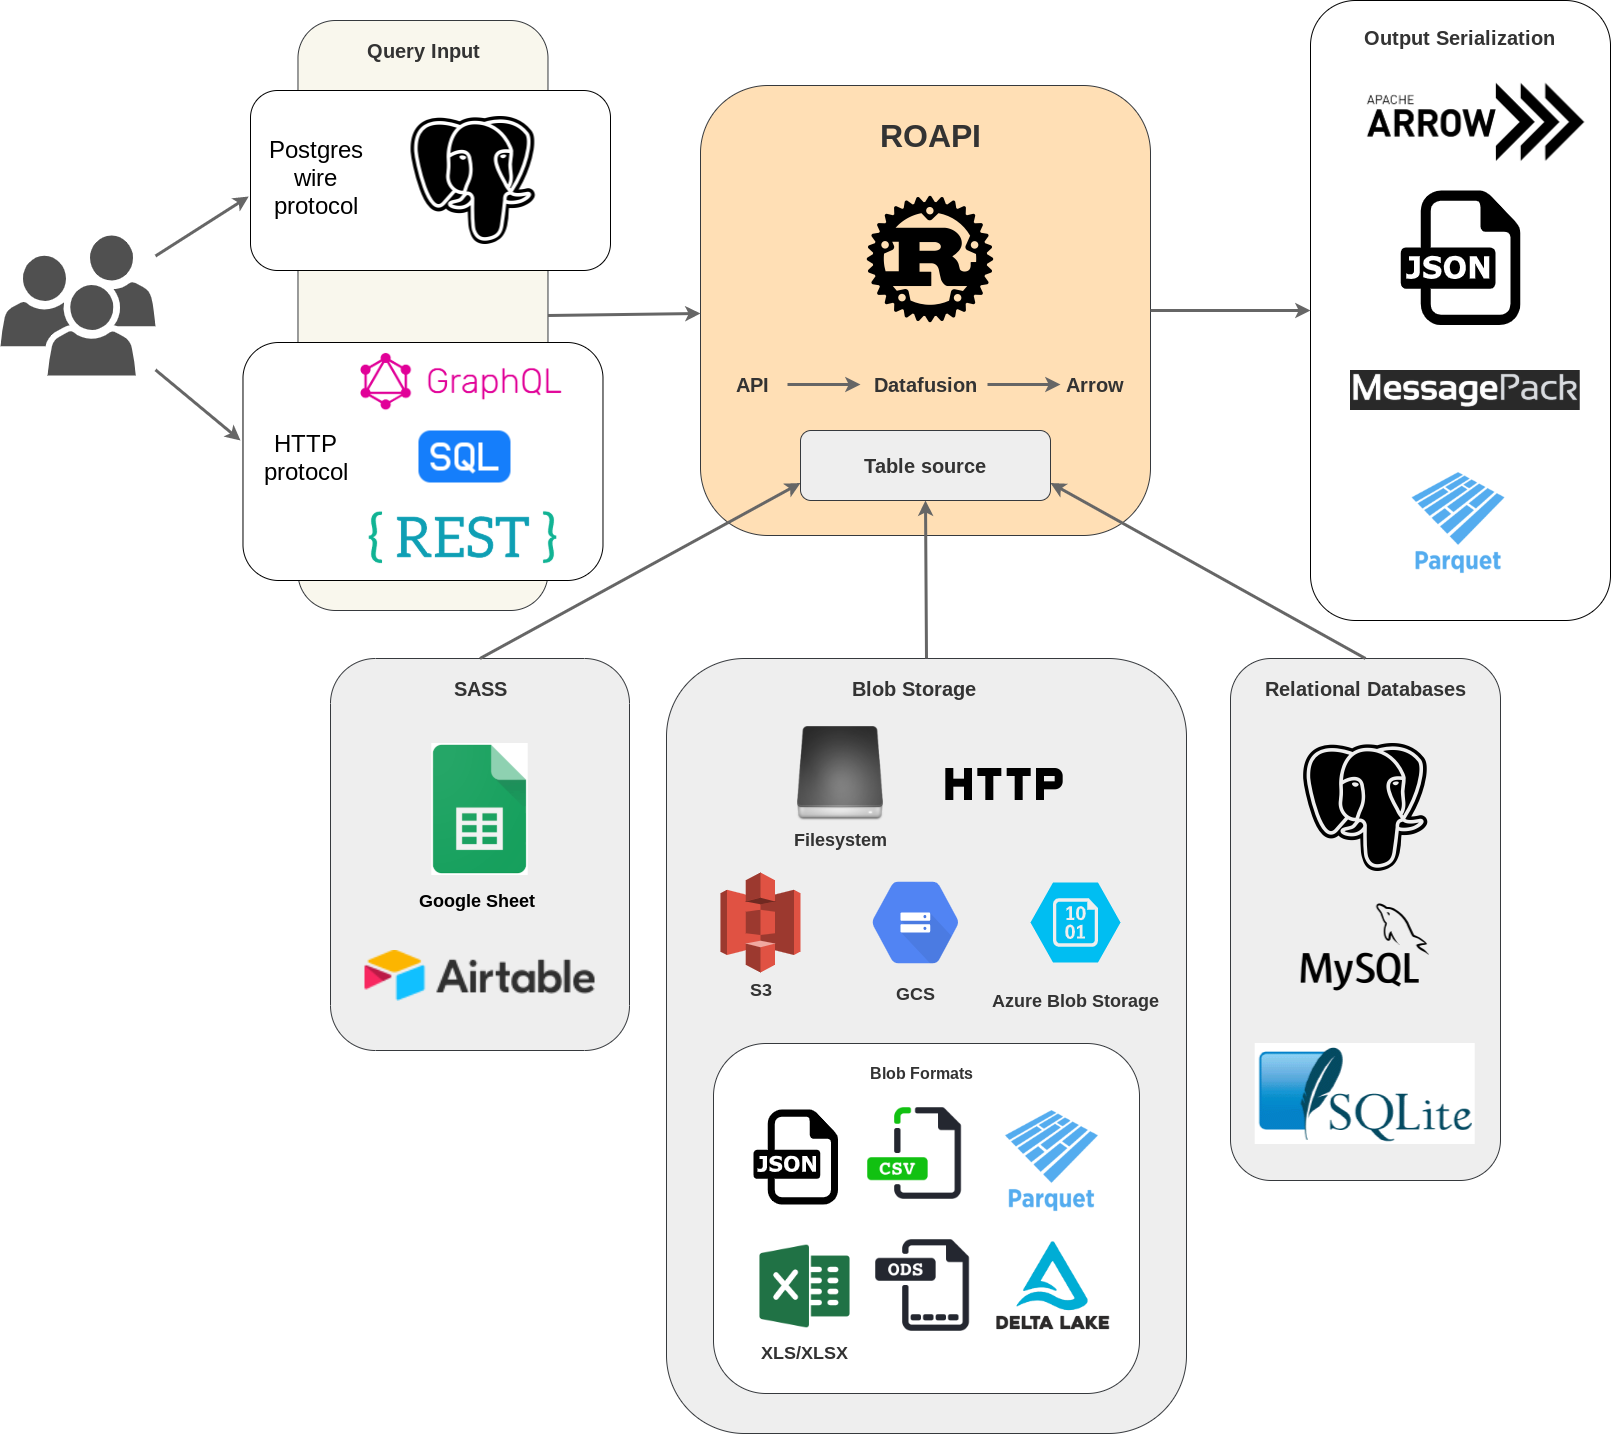 Query Input
Postgres
wire
protocol
HTTP
protocol
GraphQL
SQL
{ REST }
ROAPI
R
API
Datafusion
Arrow
Table source
Output Serialization
APACHE
ARROW
JSON
MessagePack
Parquet
SASS
Google Sheet
Airtable
Blob Storage
Filesystem
HTTP
S3
GCS
10
01
Azure Blob Storage
Blob Formats
JSON
CSV
Parquet
X
XLS/XLSX
ODS
DELTA LAKE
Relational Databases
MySQL
SQLite